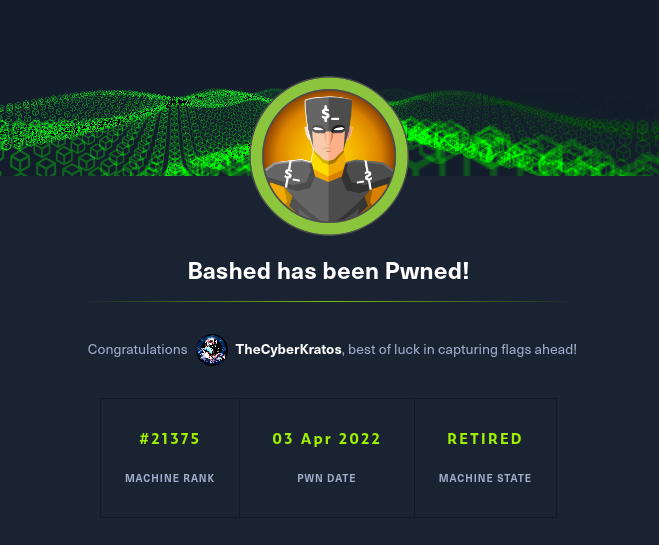 $_
$_
$_
Bashed has been Pwned!
Congratulations TheCyberKratos, best of luck in capturing flags ahead!
#21375 03 Apr 2022 RETIRED
MACHINE RANK PWN DATE MACHINE STATE